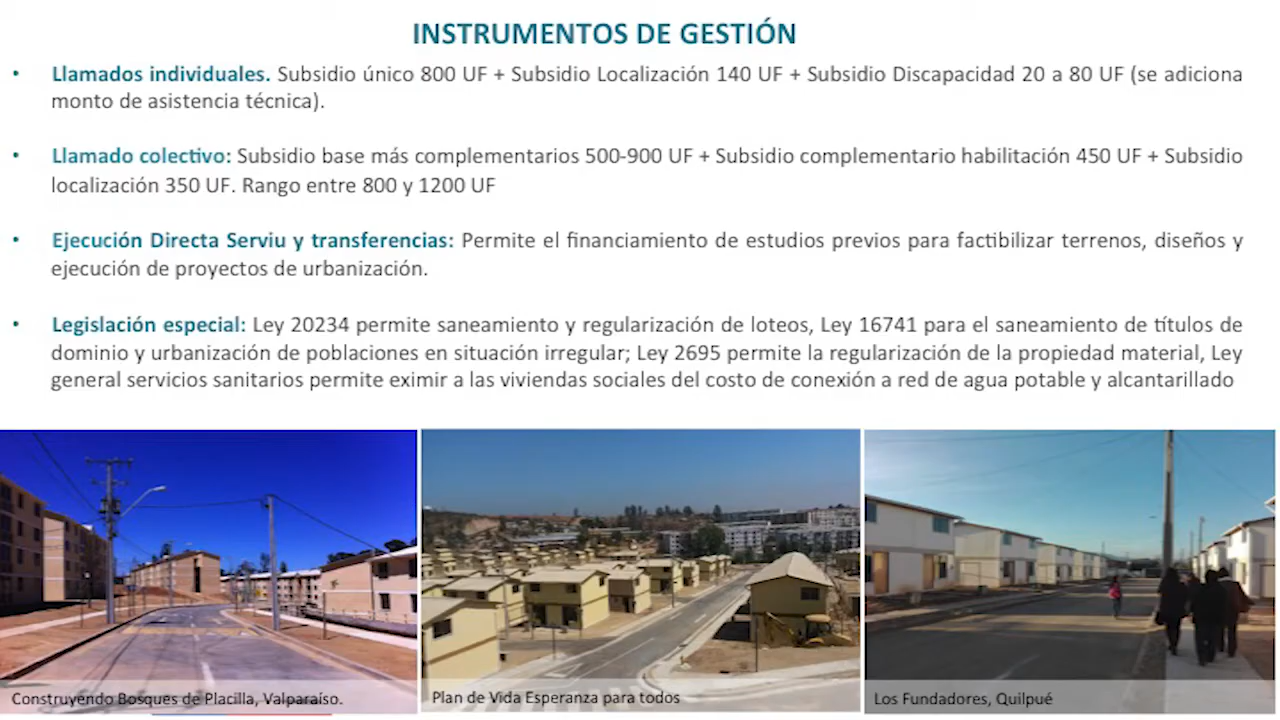 INSTRUMENTOS DE GESTIÓN
• Llamados individuales. Subsidio único 800 UF + Subsidio Localización 140 UF + Subsidio Discapacidad 20 a 80 UF (se adiciona
monto de asistencia técnica).
• Llamado colectivo: Subsidio base más complementarios 500-900 UF + Subsidio complementario habilitación 450 UF + Subsidio
localización 350 UF. Rango entre 800 y 1200 UF
• Ejecución Directa Serviu y transferencias: Permite el financiamiento de estudios previos para factibilizar terrenos, diseños y
ejecución de proyectos de urbanización.
• Legislación especial: Ley 20234 permite saneamiento y regularización de loteos, Ley 16741 para el saneamiento de títulos de
dominio y urbanización de poblaciones en situación irregular; Ley 2695 permite la regularización de la propiedad material, Ley
general servicios sanitarios permite eximir a las viviendas sociales del costo de conexión a red de agua potable y alcantarillado
Construyendo Bosques de Placilla, Valparaíso.
Plan de Vida Esperanza para todos
Los Fundadores, Quilpué